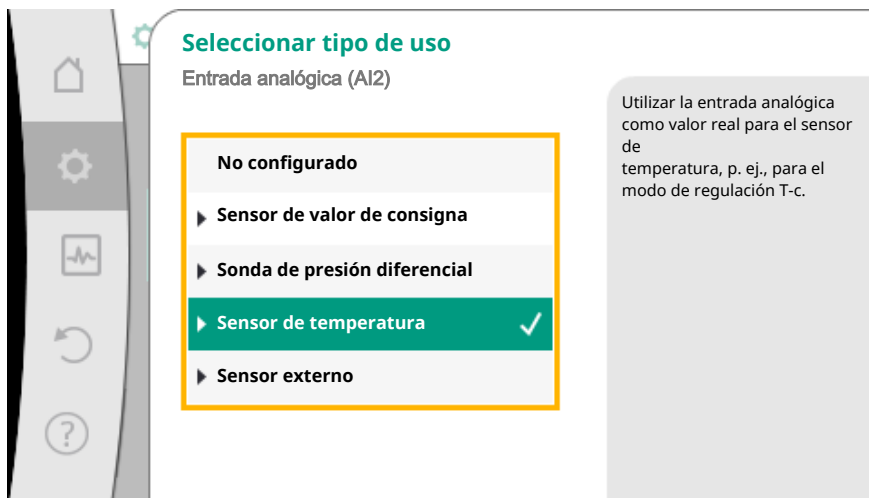 Seleccionar tipo de uso
Entrada analógica (AI2)
No configurado
Sensor de valor de consigna
Sonda de presión diferencial
Sensor de temperatura
Sensor externo
Utilizar la entrada analógica
como valor real para el sensor
de
temperatura, p. ej., para el
modo de regulación T-c.
?